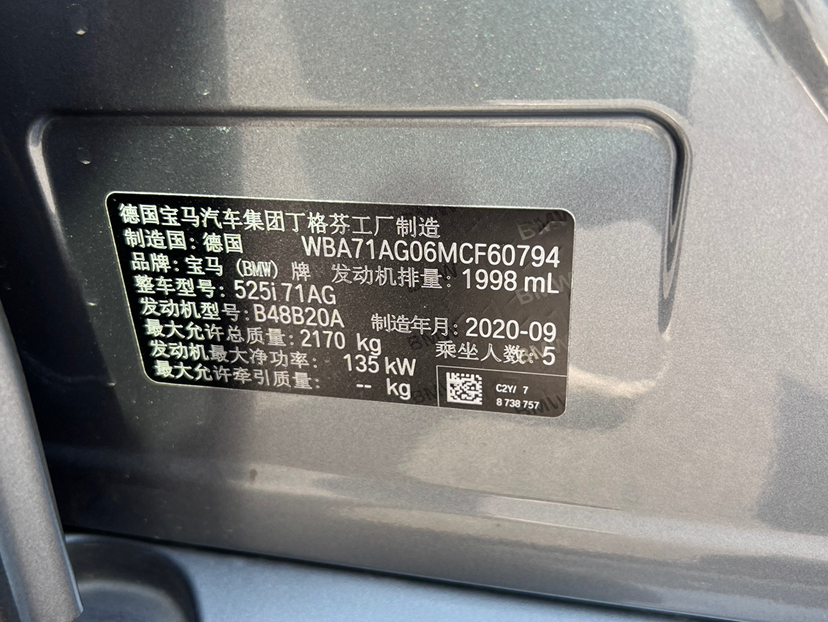 德国宝马汽车集团丁格芬工厂制造
制造国: 德国 WBA71AG06MCF60794
品牌: 宝马 (BMW) 牌 发动机排量: 1998 mL
整车型号: 525i 71AG
发动机型号: B48B20A 制造年月: 2020-09
最大允许总质量: 2170 kg 乘坐人数: 5
发动机最大净功率: 135 kW
最大允许牵引质量: -- kg
C2Y/ 7
8 738 757